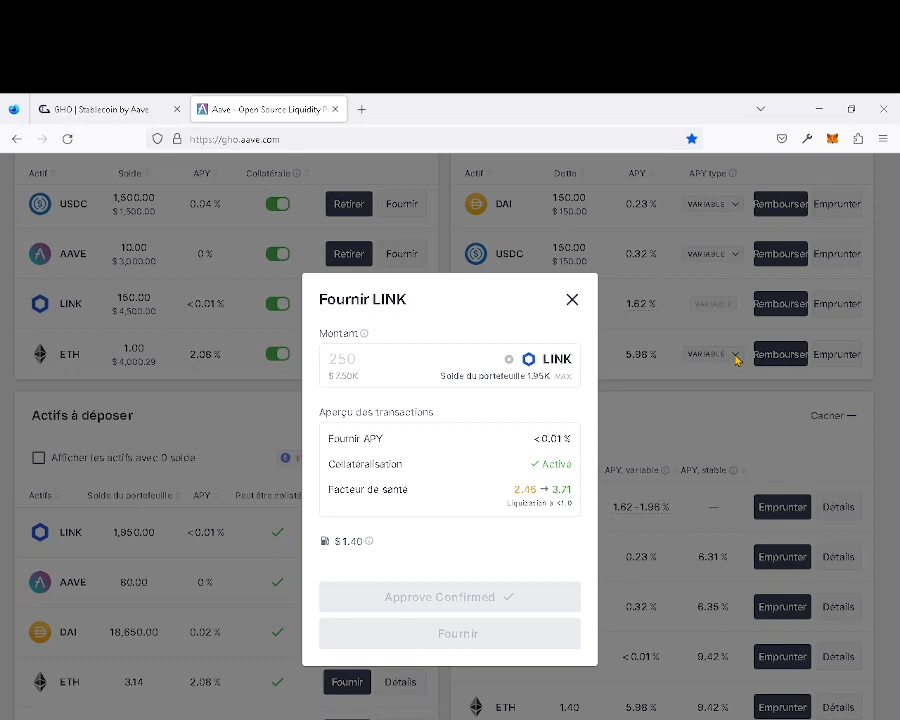 GHO | Stablecoin by Aave
Aave - Open Source Liquidity P
https://gho.aave.com
Actif Solde APY Collatérale
USDC 1,500.00 0.04 % Retirer Fournir
$ 1,500.00
AAVE 10.00 0 % Retirer Fournir
$ 3,000.00
LINK 150.00 <0.01 %
$ 4,500.00
ETH 1.00 2.08 %
$ 4,000.29
Actif Dette APY APY type
DAI 150.00 0.23 % VARIABLE Rembourser Emprunter
$ 150.00
USDC 150.00 0.32 % VARIABLE Rembourser Emprunter
$ 150.00
1.62 % VARIABLE Rembourser Emprunter
5.98 % VARIABLE Rembourser Emprunter
Fournir LINK
Montant
250 LINK
$ 7.50K Solde du portefeuille 1.95K MAX
Aperçu des transactions
Fournir APY <0.01 %
Collatéralisation Activé
Facteur de santé 2.46 → 3.71
Liquidation à <1.0
$ 1.40
Approve Confirmed
Fournir
Actifs à déposer
Afficher les actifs avec 0 solde
Actifs Solde du portefeuille APY Peut être collaté
LINK 1,950.00 <0.01 %
AAVE 60.00 0 %
DAI 18,650.00 0.02 %
ETH 3.14 2.08 % Fournir Détails
Cacher
APY, variable APY, stable
1.62 - 1.96 % — Emprunter Détails
0.23 % 6.31 % Emprunter Détails
0.32 % 6.35 % Emprunter Détails
<0.01 % 9.42 % Emprunter Détails
ETH 1.40 5.98 % 9.42 % Emprunter Détails